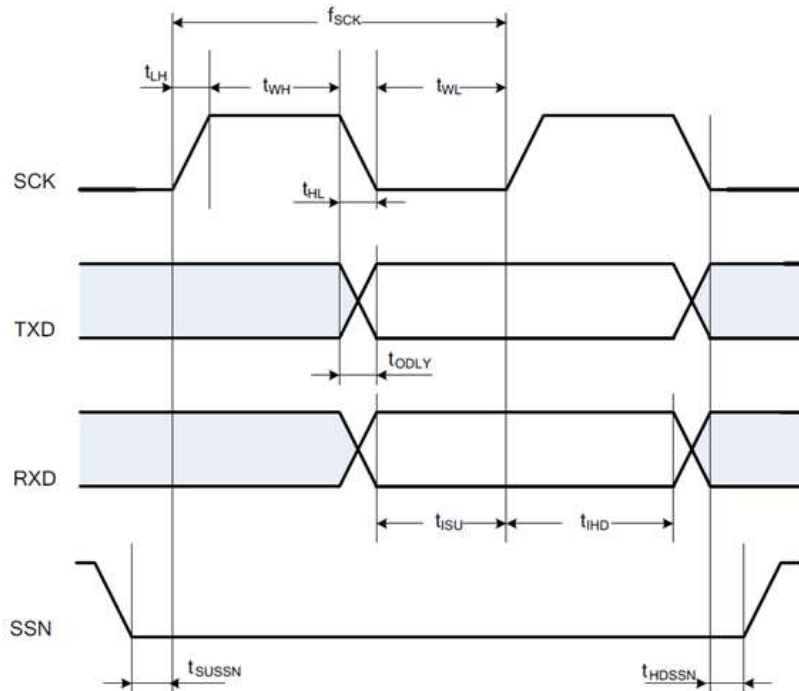 fSCK
tLH
tWH
tWL
SCK
tHL
TXD
tODLY
RXD
tISU
tIHD
SSN
tSUSSN
tHDSSN